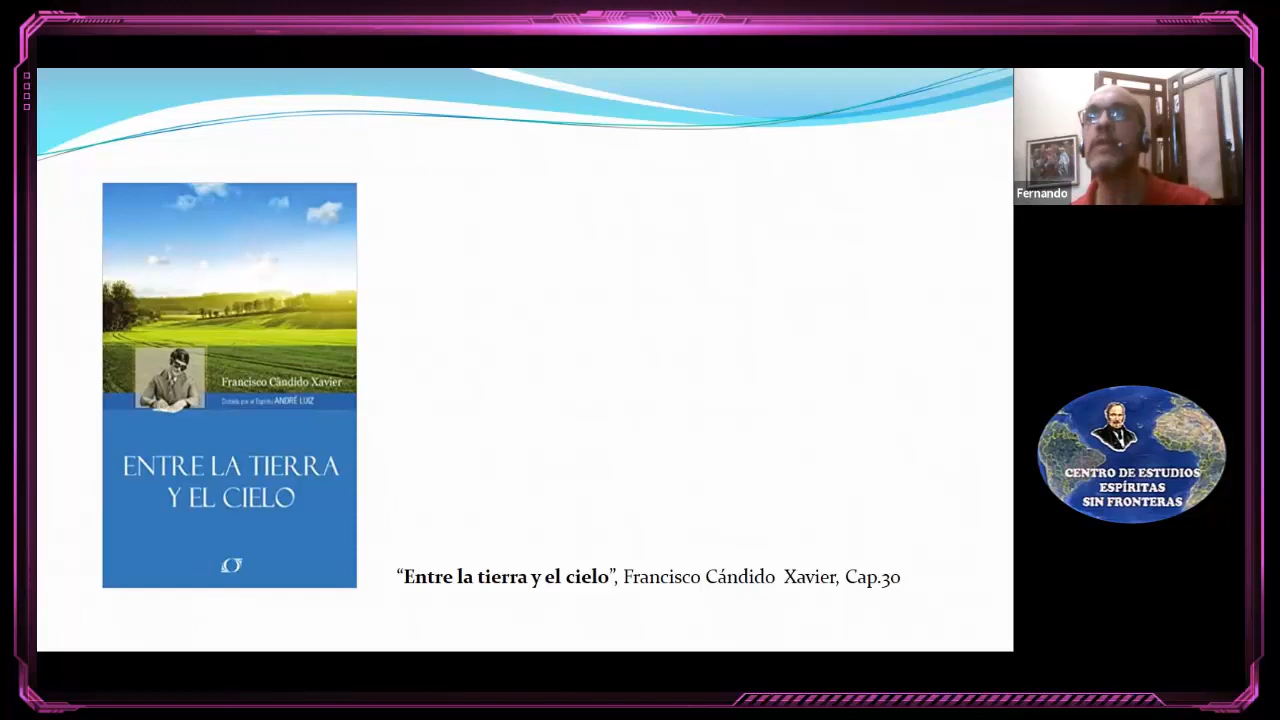 Francisco Cândido Xavier
Dictado por el Espíritu ANDRÉ LUIZ
ENTRE LA TIERRA
Y EL CIELO
“Entre la tierra y el cielo”, Francisco Cándido Xavier, Cap.30
Fernando
CENTRO DE ESTUDIOS
ESPÍRITAS
SIN FRONTERAS